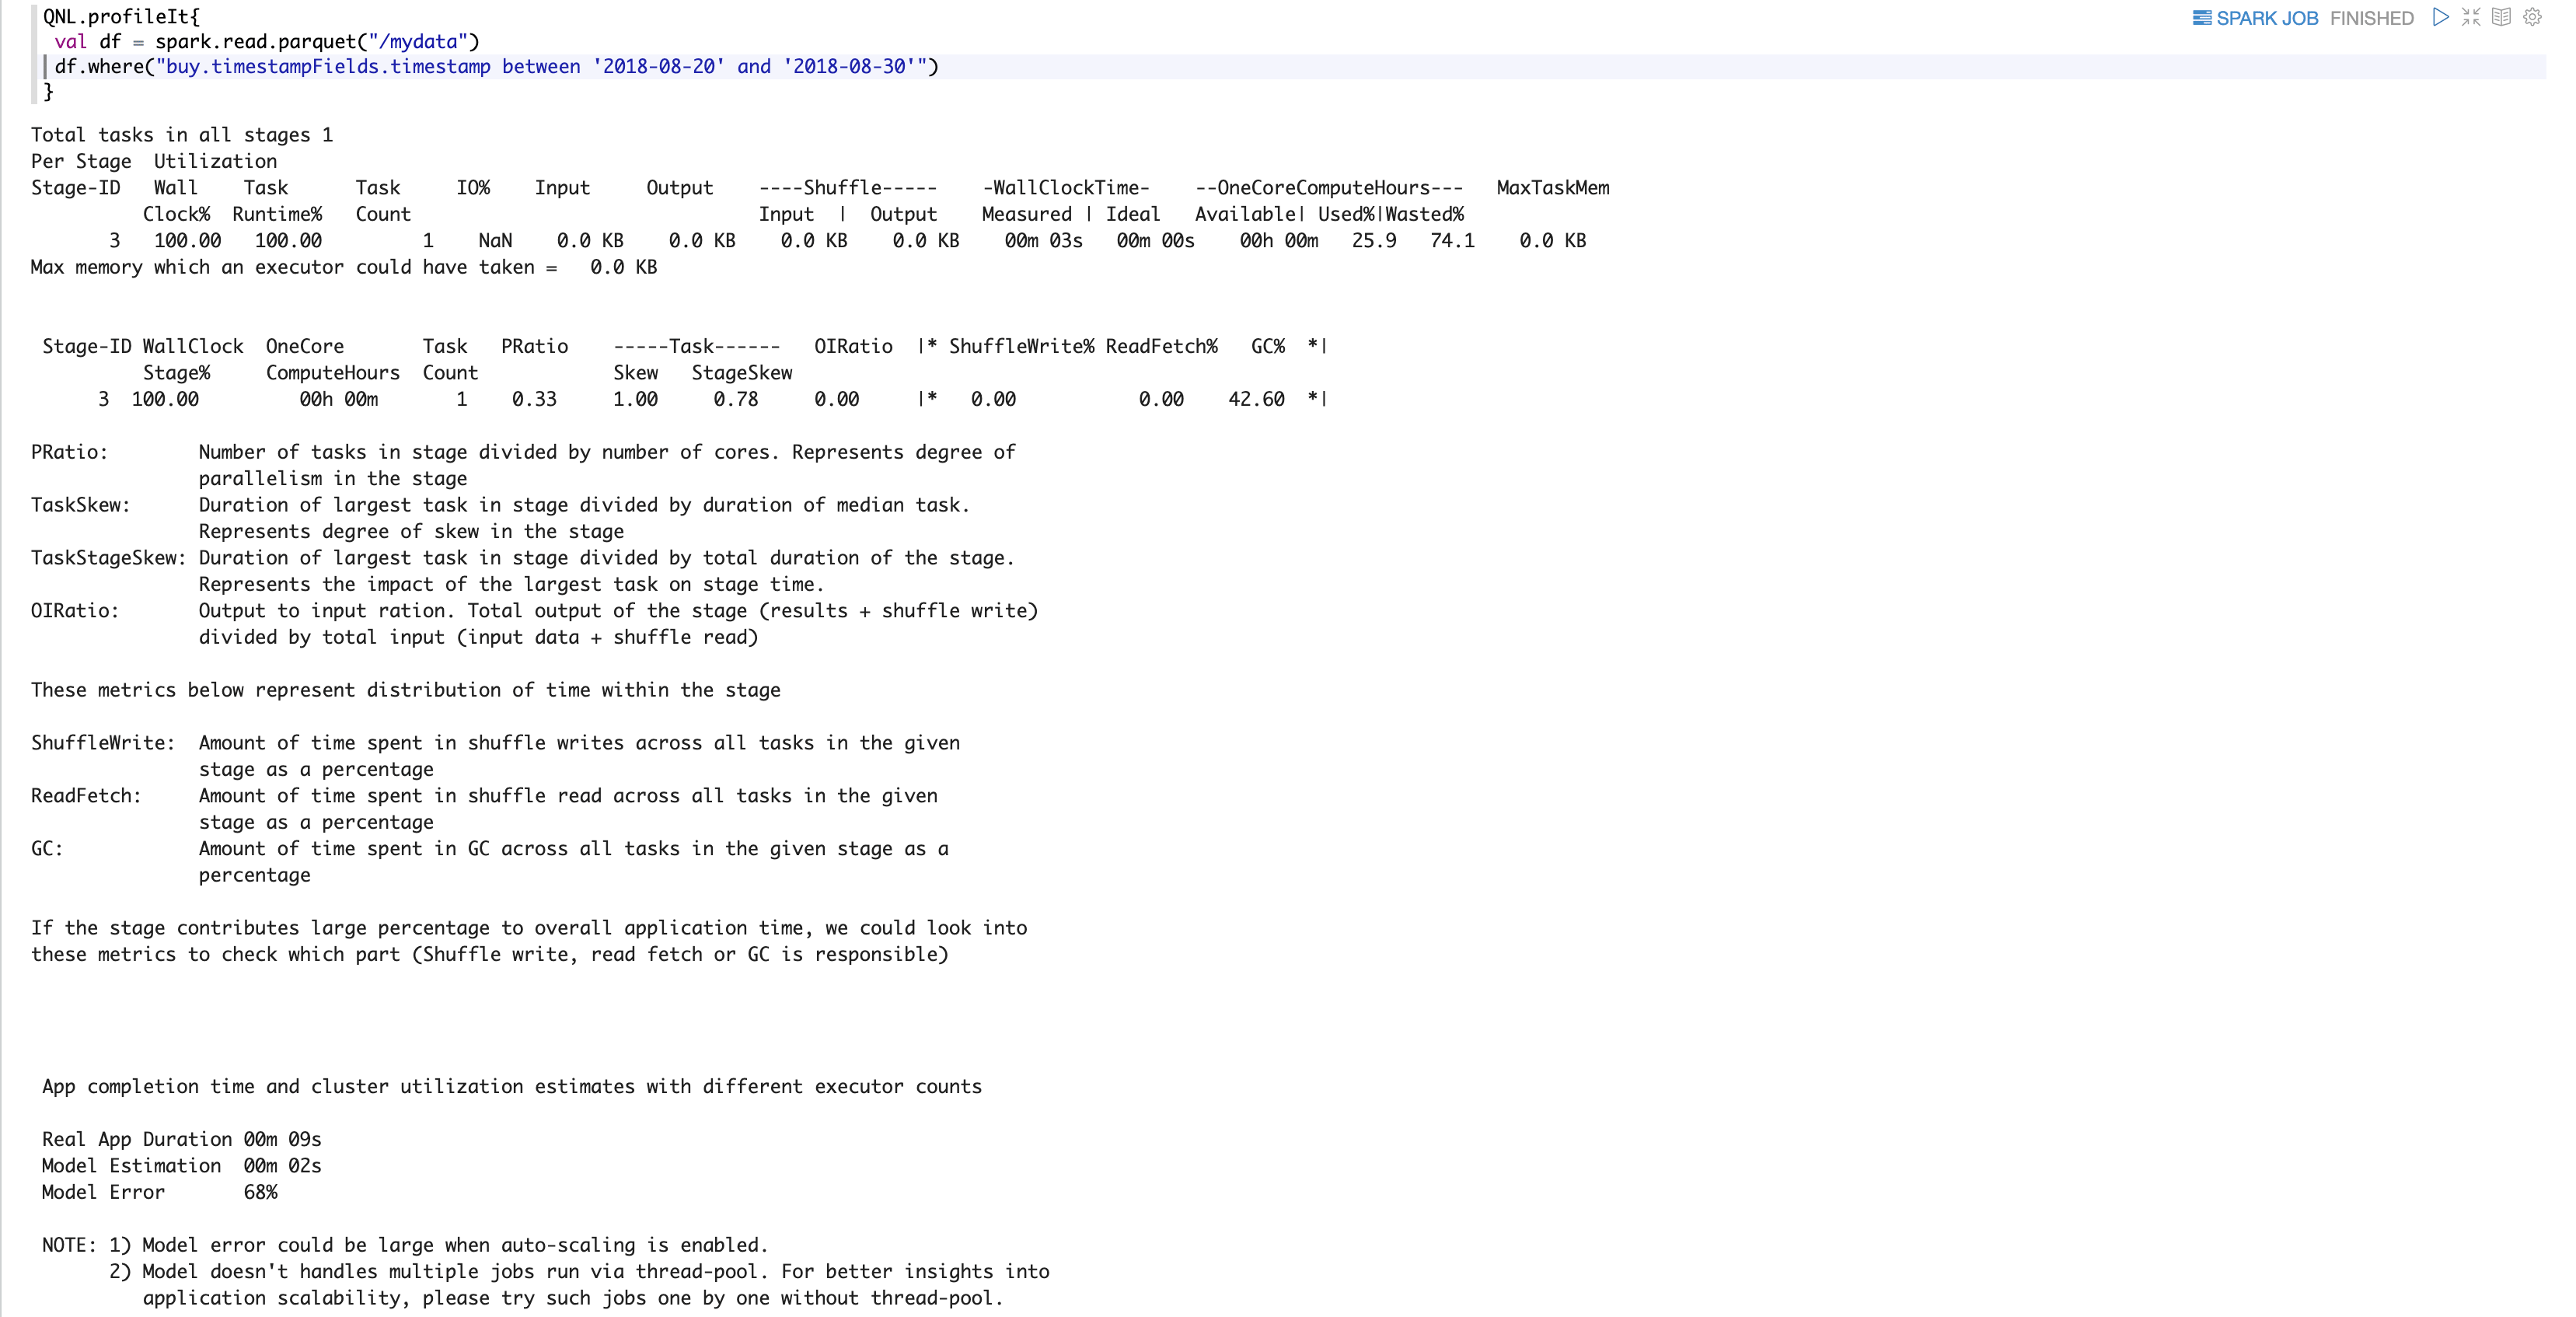 QNL.profileIt{
SPARK JOB FINISHED
val df = spark.read.parquet("/mydata")
df.where("buy.timestampFields.timestamp between '2018-08-20' and '2018-08-30'")
}
Total tasks in all stages 1
Per Stage  Utilization
Stage-ID   Wall    Task      Task     IO%    Input     Output    ----Shuffle-----    -WallClockTime-    --OneCoreComputeHours---   MaxTaskMem
Clock%  Runtime%   Count                               Input  |  Output    Measured | Ideal   Available| Used%|Wasted%
3   100.00   100.00         1    NaN    0.0 KB    0.0 KB    0.0 KB    0.0 KB    00m 03s   00m 00s    00h 00m   25.9   74.1    0.0 KB
Max memory which an executor could have taken =   0.0 KB
Stage-ID WallClock  OneCore       Task   PRatio    -----Task------   OIRatio  |* ShuffleWrite% ReadFetch%   GC%  *|
Stage%     ComputeHours  Count            Skew   StageSkew
3  100.00         00h 00m       1    0.33     1.00     0.78     0.00     |*   0.00           0.00    42.60  *|
PRatio:        Number of tasks in stage divided by number of cores. Represents degree of
parallelism in the stage
TaskSkew:      Duration of largest task in stage divided by duration of median task.
Represents degree of skew in the stage
TaskStageSkew: Duration of largest task in stage divided by total duration of the stage.
Represents the impact of the largest task on stage time.
OIRatio:       Output to input ration. Total output of the stage (results + shuffle write)
divided by total input (input data + shuffle read)
These metrics below represent distribution of time within the stage
ShuffleWrite:  Amount of time spent in shuffle writes across all tasks in the given
stage as a percentage
ReadFetch:     Amount of time spent in shuffle read across all tasks in the given
stage as a percentage
GC:            Amount of time spent in GC across all tasks in the given stage as a
percentage
If the stage contributes large percentage to overall application time, we could look into
these metrics to check which part (Shuffle write, read fetch or GC is responsible)
App completion time and cluster utilization estimates with different executor counts
Real App Duration 00m 09s
Model Estimation  00m 02s
Model Error       68%
NOTE: 1) Model error could be large when auto-scaling is enabled.
2) Model doesn't handles multiple jobs run via thread-pool. For better insights into
application scalability, please try such jobs one by one without thread-pool.